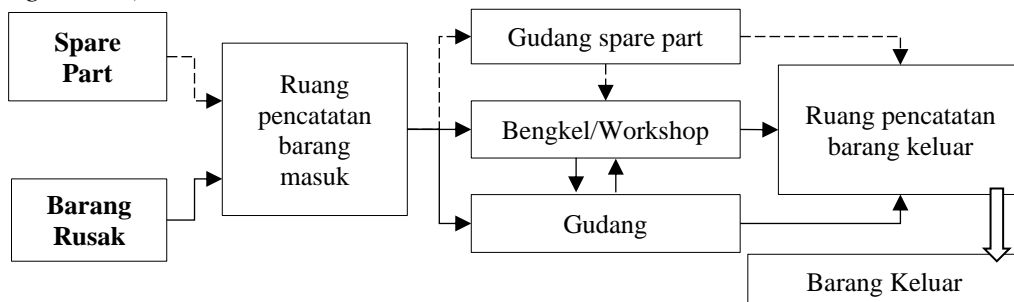 Spare
Part
Barang
Rusak
Ruang
pencatatan
barang
masuk
Gudang spare part
Bengkel/Workshop
Gudang
Ruang pencatatan
barang keluar
Barang Keluar